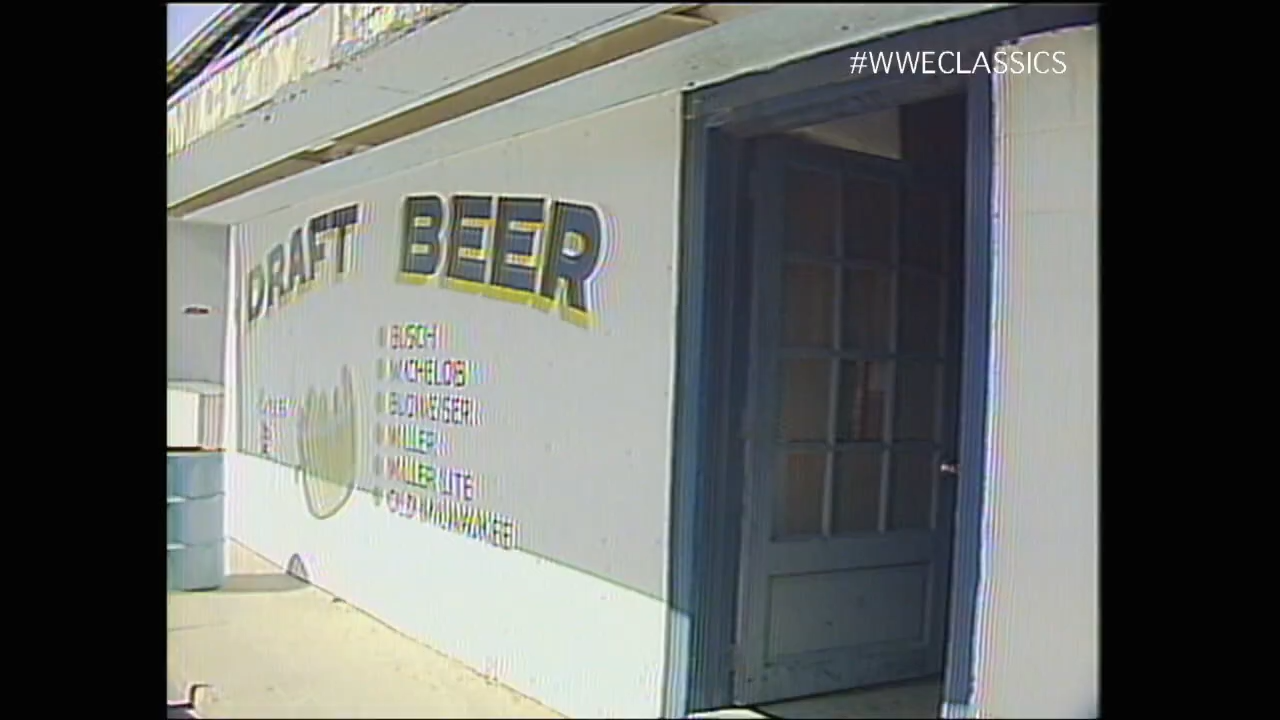 #WWECLASSICS
DRAFT BEER
BUSCH
MICHELOB
BUDWEISER
MILLER
MILLER LITE
OLD MILWAUKEE